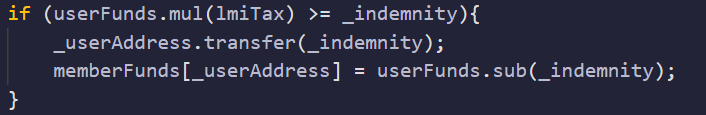 if (userFunds.mul(lmiTax) >= _indemnity){
_userAddress.transfer(_indemnity);
memberFunds[_userAddress] = userFunds.sub(_indemnity);
}